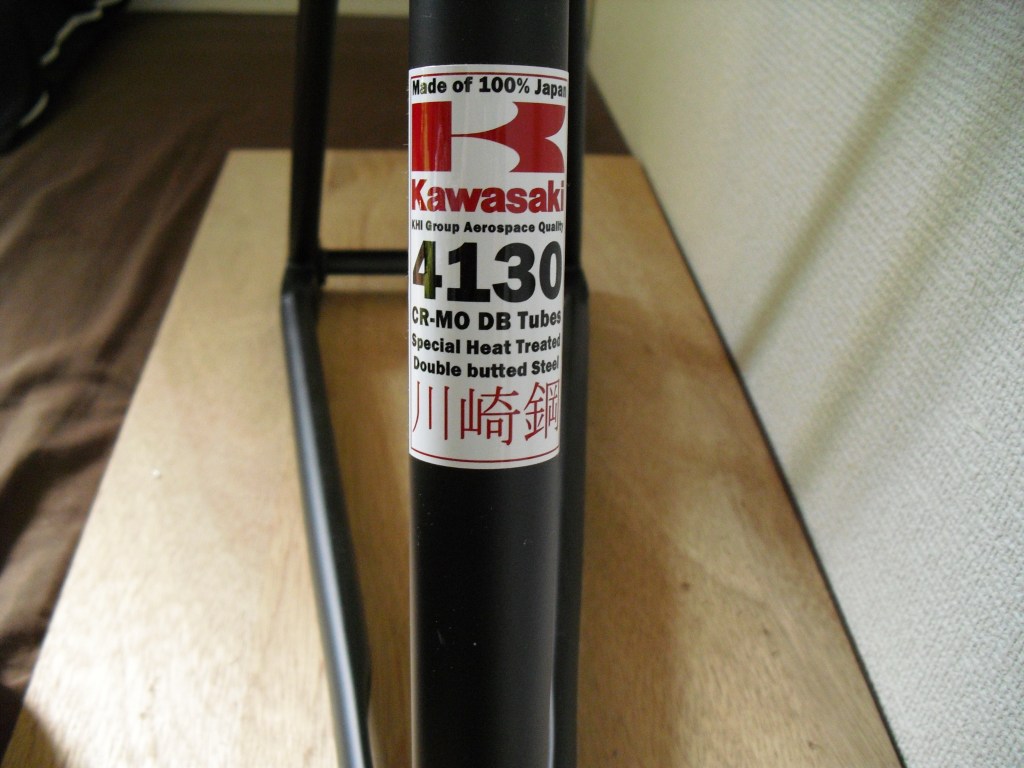 Made of 100% Japan
Kawasaki
KHI Group Aerospace Quality
4130
CR-MO DB Tubes
Special Heat Treated
Double butted Steel
川崎鋼